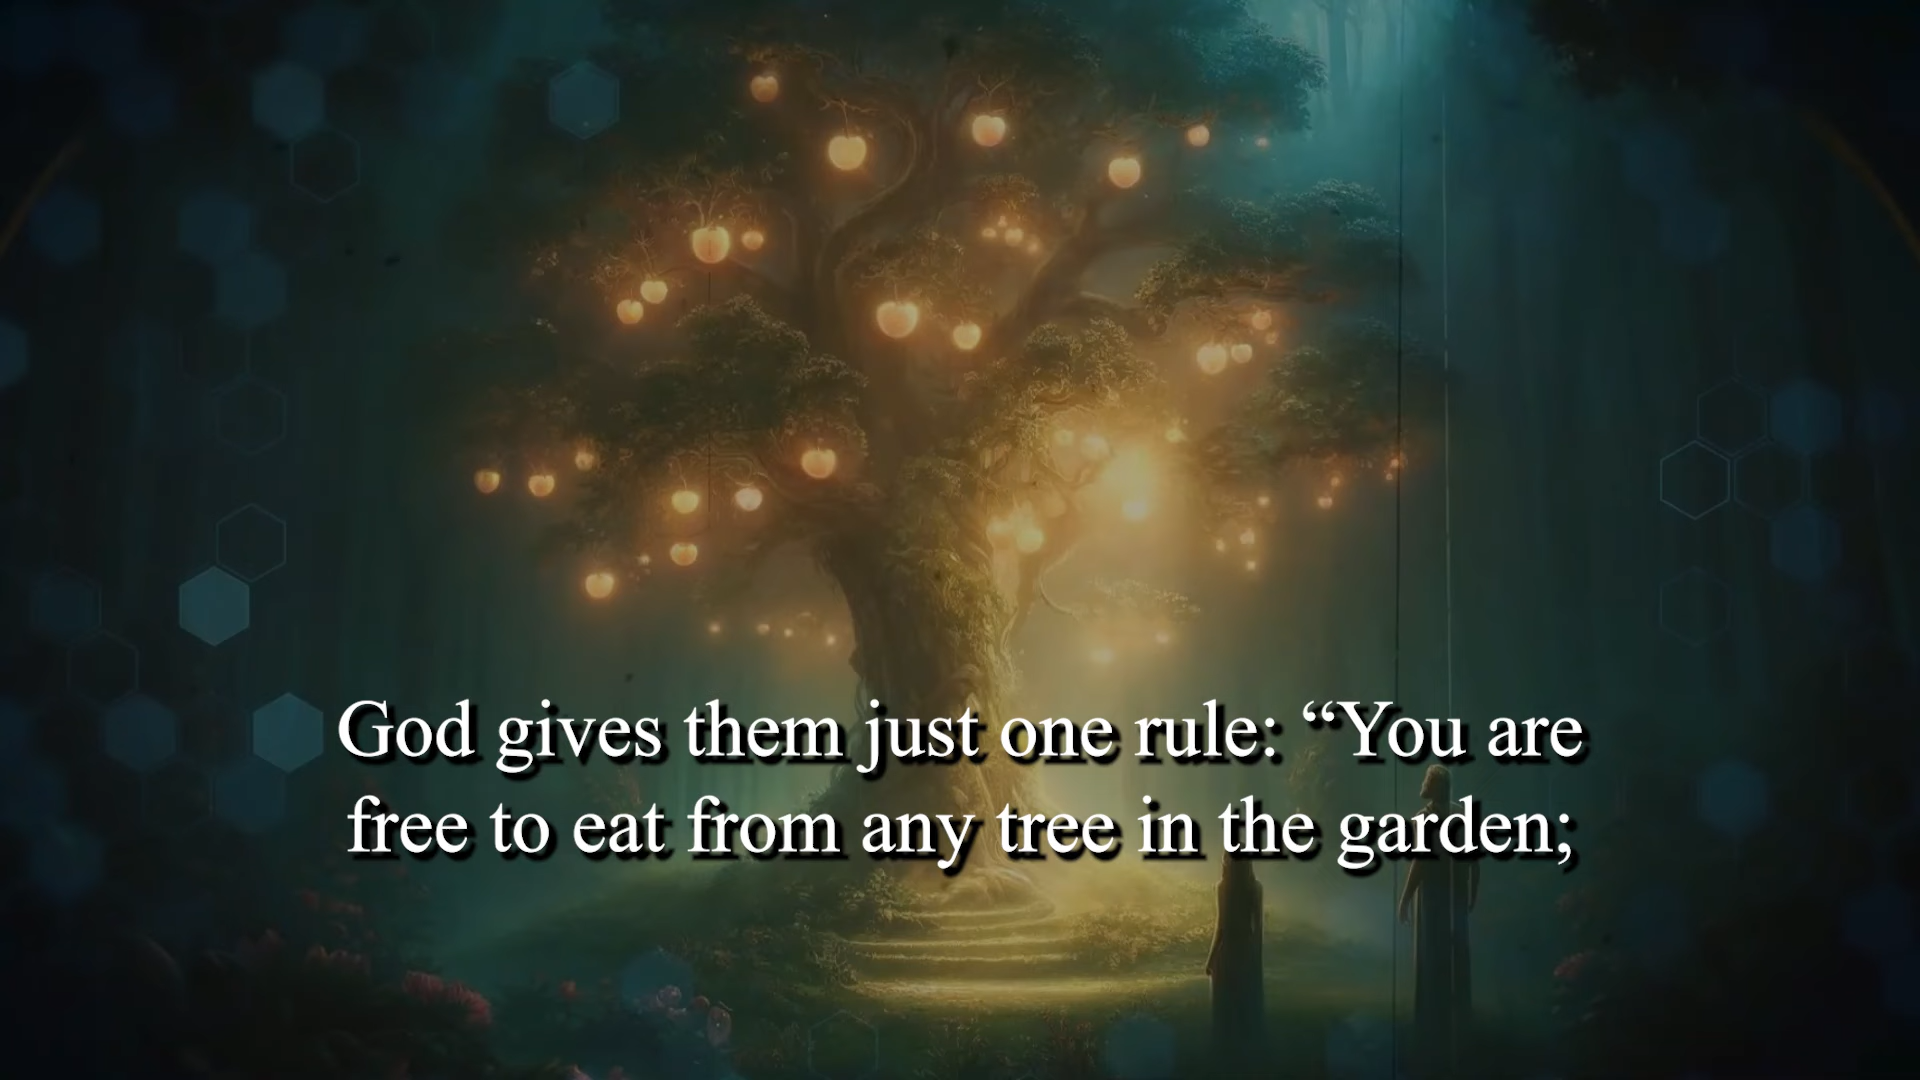 God gives them just one rule: “You are
free to eat from any tree in the garden;